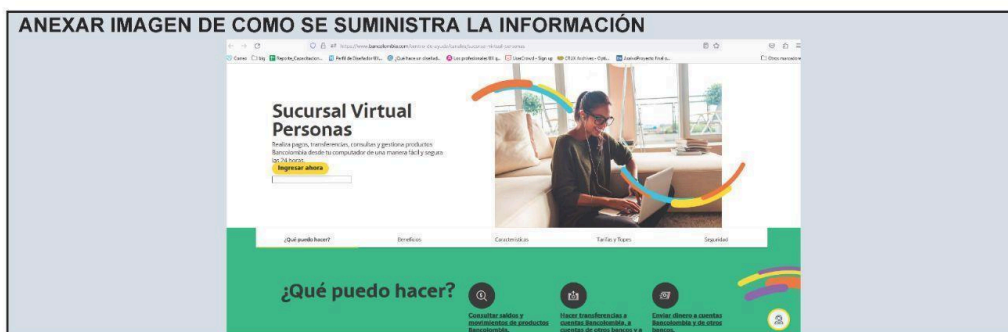 ANEXAR IMAGEN DE COMO SE SUMINISTRA LA INFORMACIÓN
Sucursal Virtual
Personas
Realiza pagos, transferencias, consultas y gestiona productos
Bancolombia desde tu computador de una manera fácil y segura
las 24 horas.
Ingresar ahora
¿Qué puedo hacer?
Beneficios
Características
Tarifas y Topes
Seguridad
¿Qué puedo hacer?
Consultar saldos y
movimientos de productos
Bancolombia.
Hacer transferencias a
cuentas Bancolombia, a
cuentas de otros bancos y a
Enviar dinero a cuentas
Bancolombia y de otros
bancos.